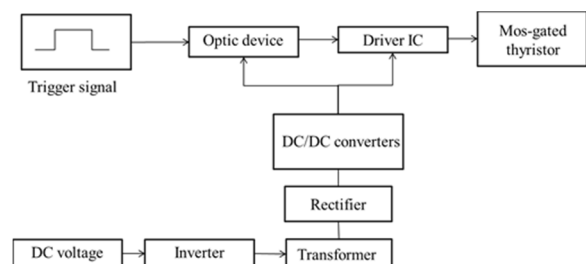 Optic device
Driver IC
Mos-gated
thyristor
Trigger signal
DC/DC converters
Rectifier
DC voltage
Inverter
Transformer